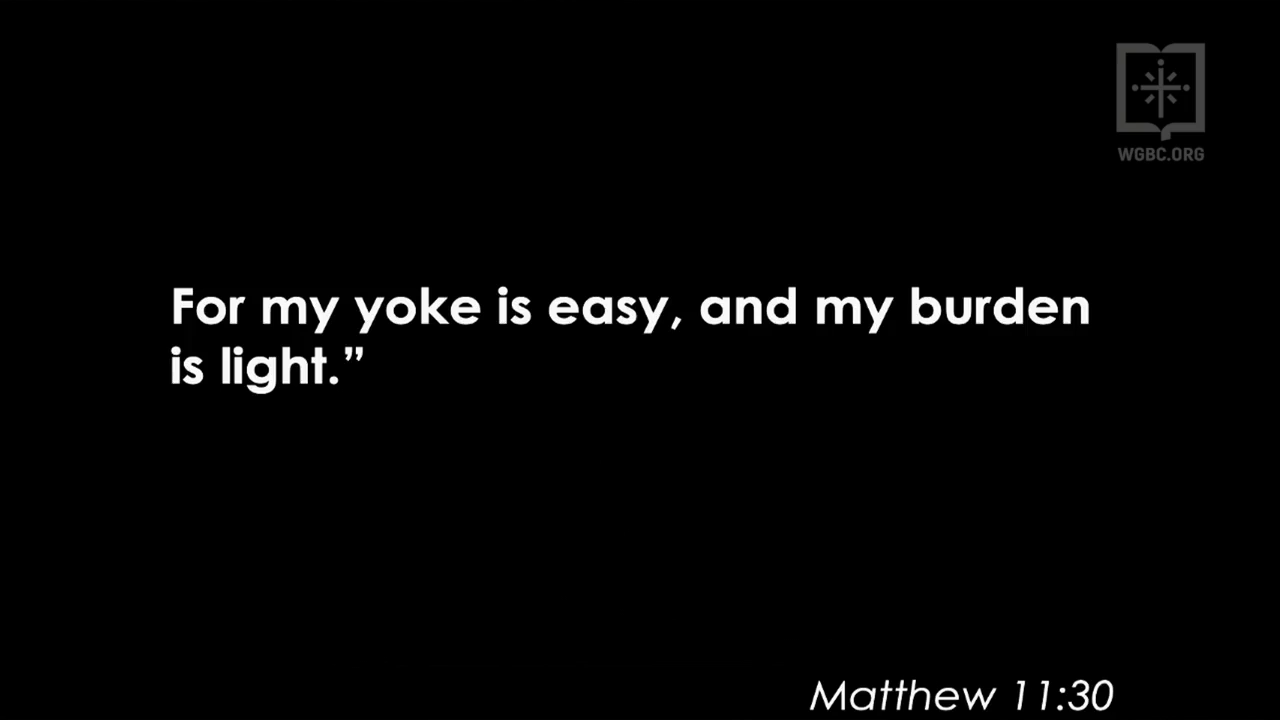 WGBC.ORG
For my yoke is easy, and my burden
is light.”
Matthew 11:30